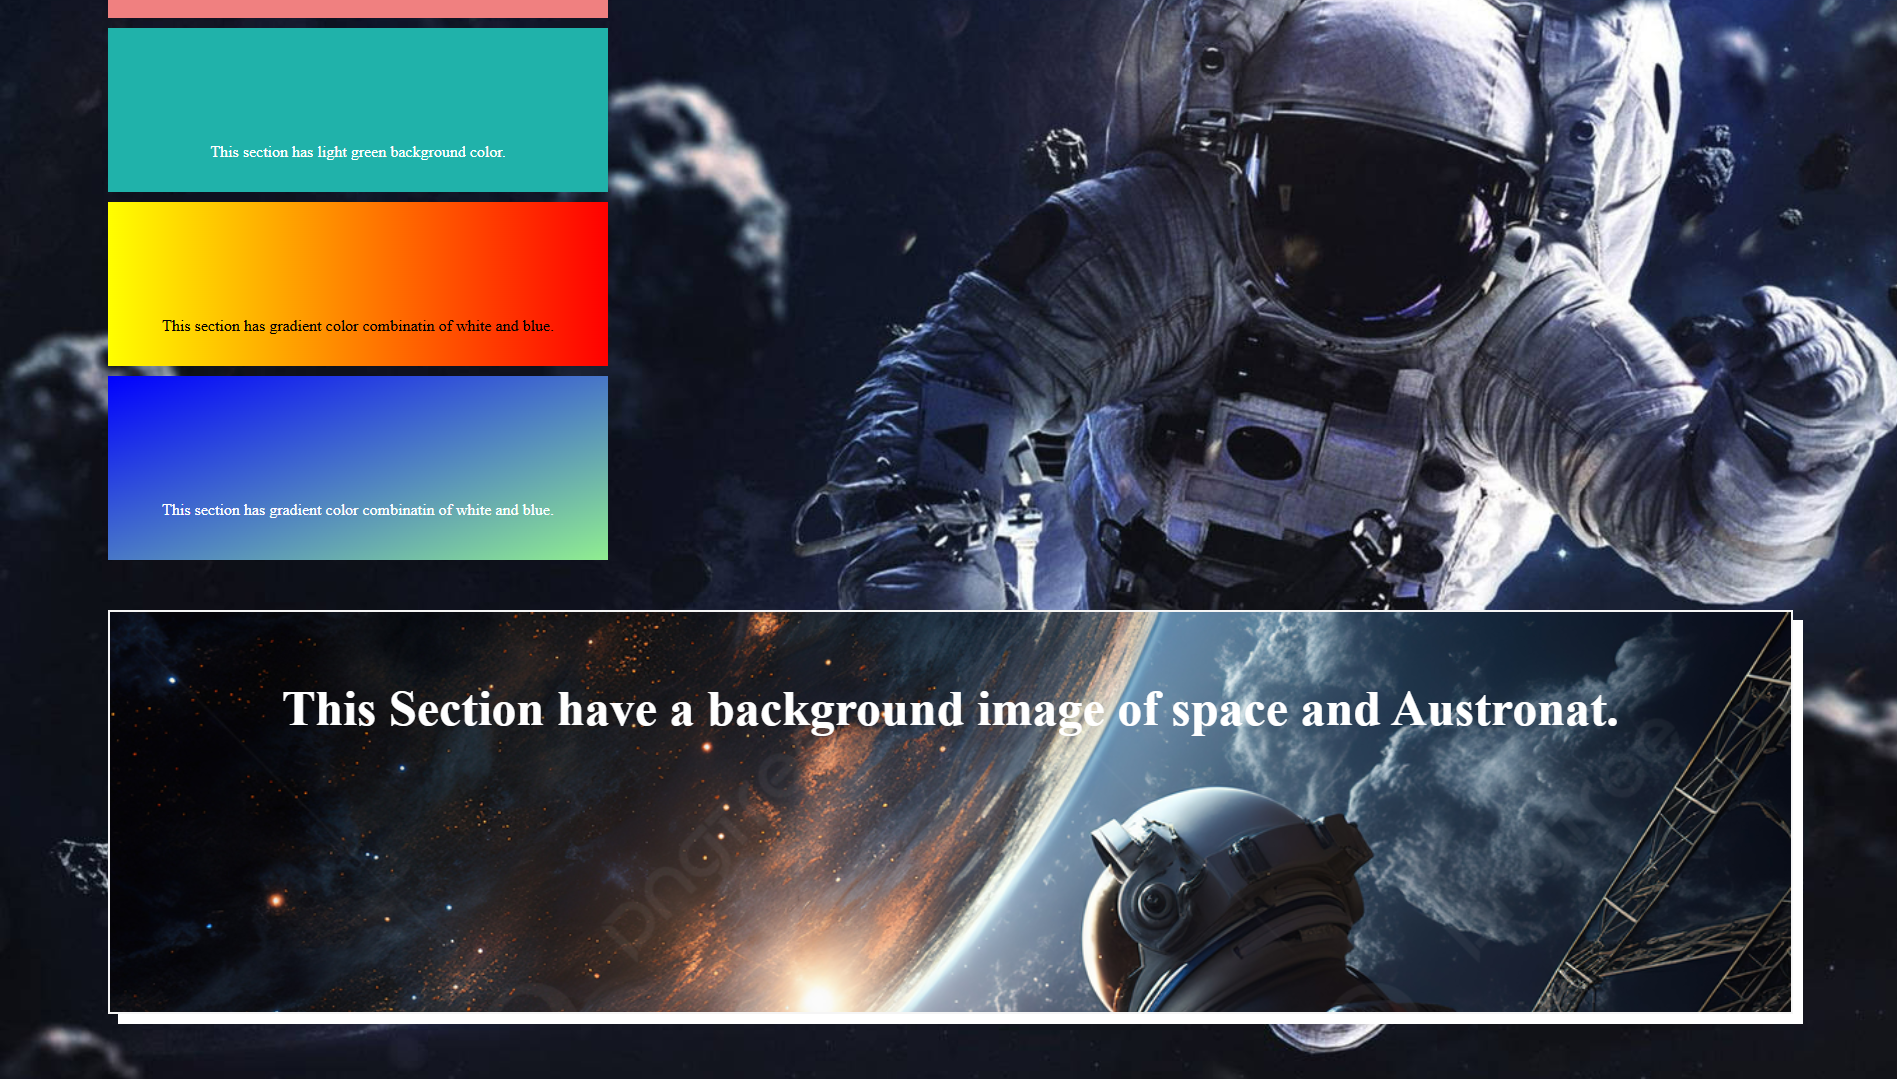 This section has light green background color.
This section has gradient color combinatin of white and blue.
This section has gradient color combinatin of white and blue.
This Section have a background image of space and Austronat.
pngtree